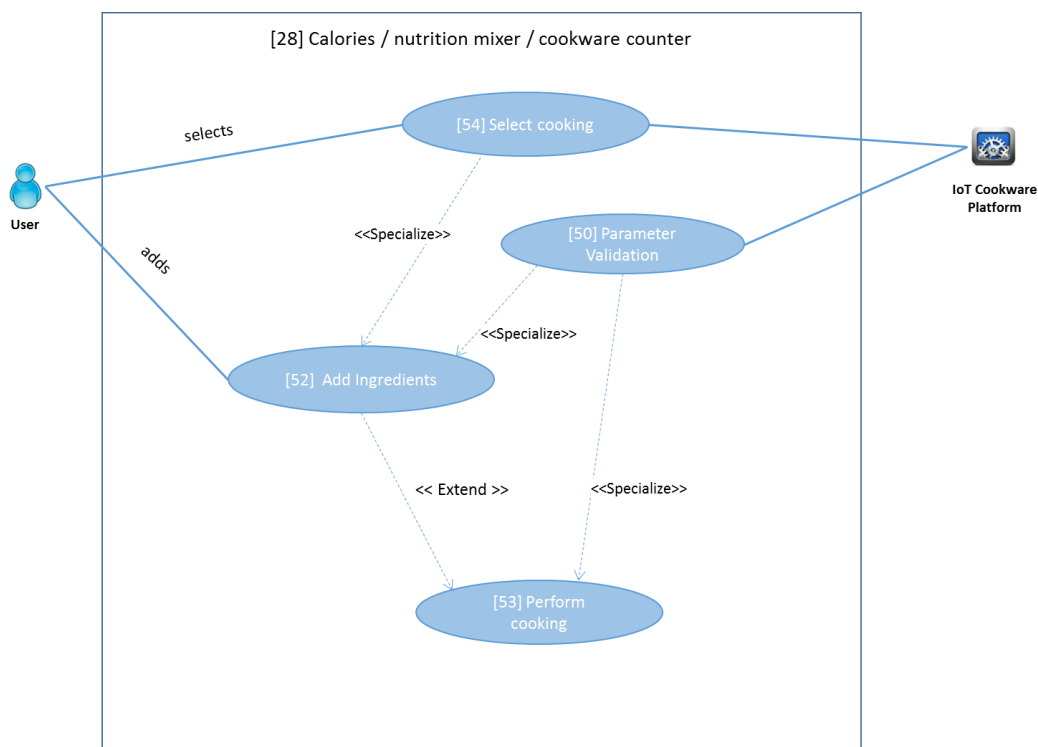 [28] Calories / nutrition mixer / cookware counter
[54] Select cooking
selects
User
IoT Cookware
Platform
<<Specialize>>
[50] Parameter
Validation
adds
<<Specialize>>
[52]  Add Ingredients
<< Extend >>
<<Specialize>>
[53] Perform
cooking